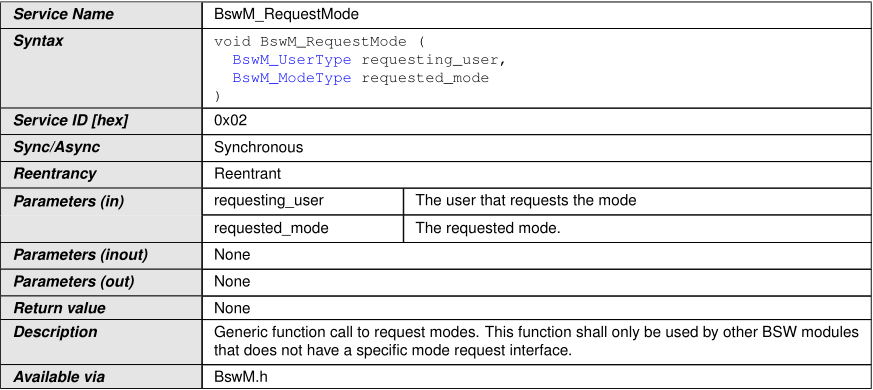 Service Name BswM_RequestMode
Syntax void BswM_RequestMode (
BswM_UserType requesting_user,
BswM_ModeType requested_mode
)
Service ID [hex] 0x02
Sync/Async Synchronous
Reentrancy Reentrant
Parameters (in) requesting_user The user that requests the mode
requested_mode The requested mode.
Parameters (inout) None
Parameters (out) None
Return value None
Description Generic function call to request modes. This function shall only be used by other BSW modules
that does not have a specific mode request interface.
Available via BswM.h